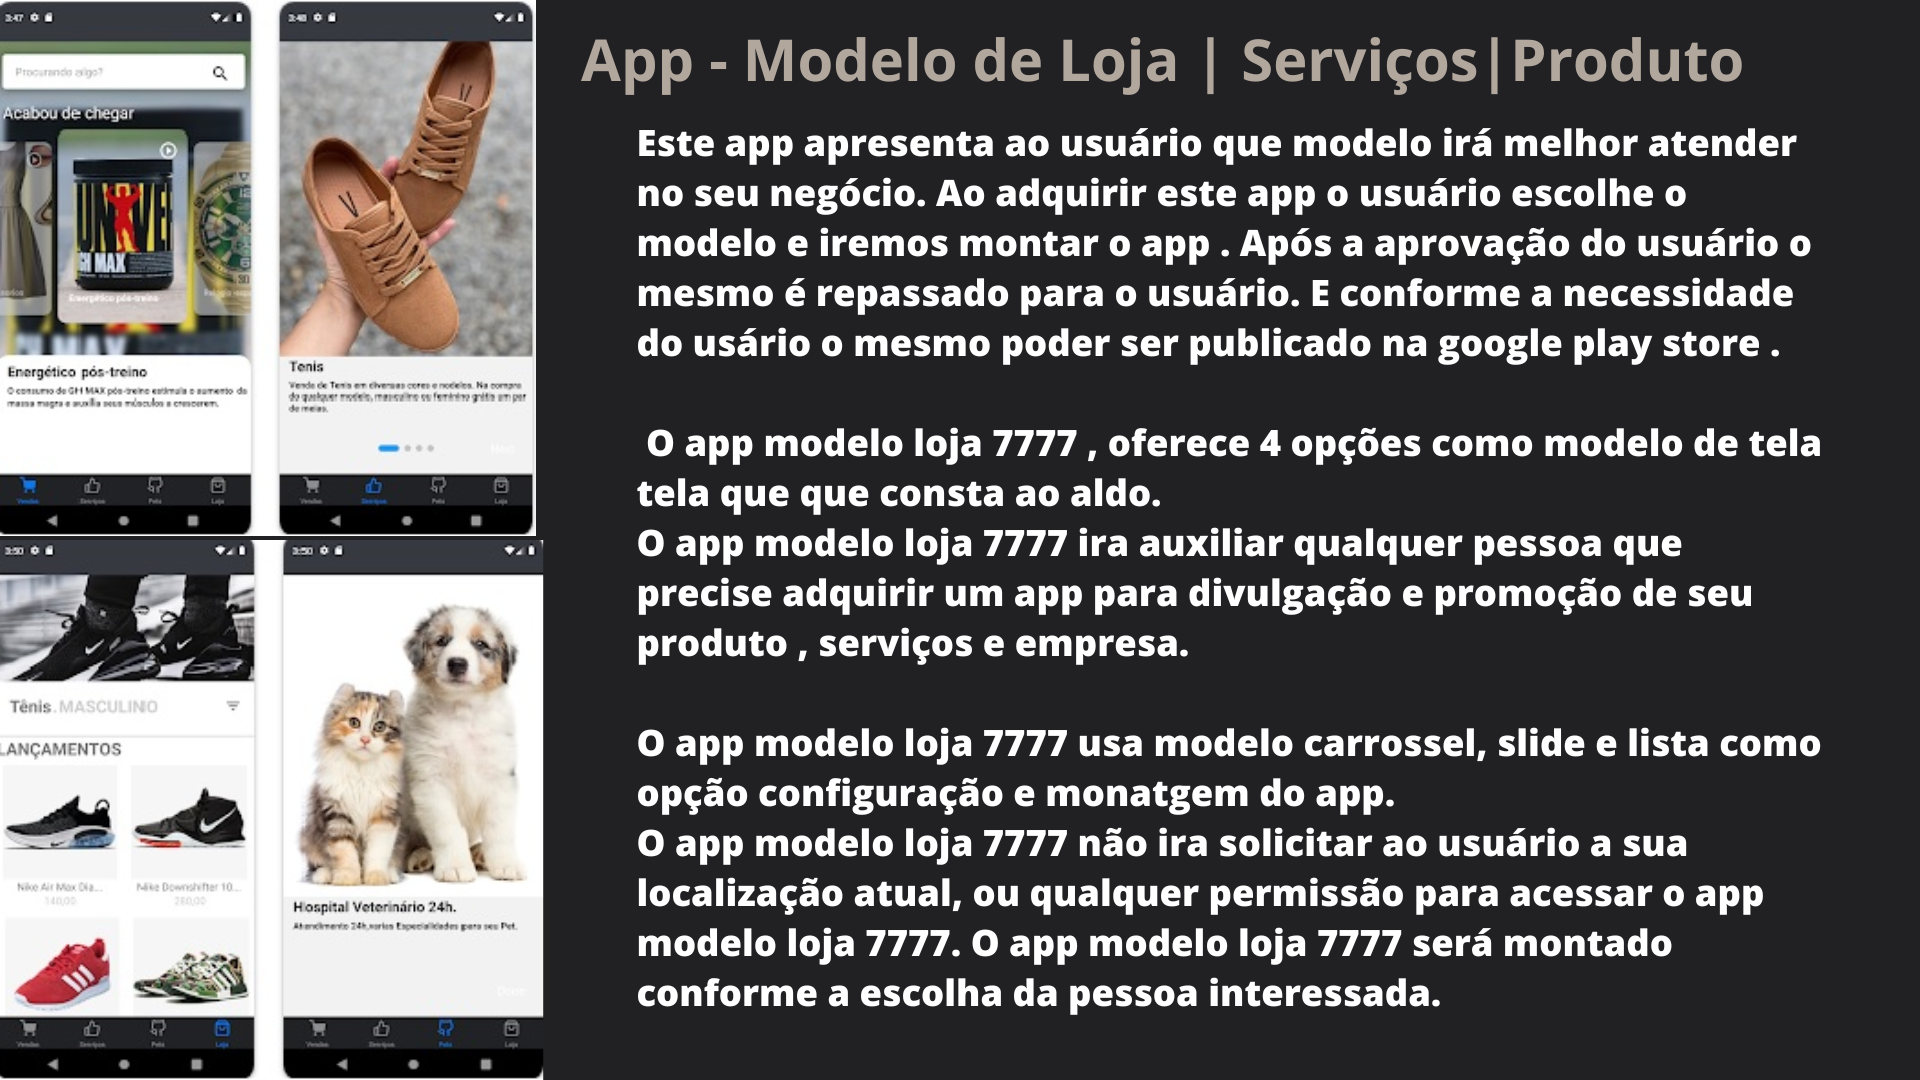 3:47
Procurando algo?
Acabou de chegar
UNIVE
GH MAX
Energético pós-treino
Energético pós-treino
O consumo de GH MAX pós-treino estimula o aumento da
massa magra e auxilia seus músculos a crescerem.
Vendas Serviços Pets Loja
3:48
Tenis
Venda de Tenis em diversas cores e modelos. Na compra
do qualquer modelo, masculino ou feminino grátis um par
de meias.
Next
Vendas Serviços Pets Loja
3:50
Tênis.MASCULINO
LANÇAMENTOS
Nike Air Max Dia...
140,00
Nike Downshifter 10...
280,00
Vendas Serviços Pets Loja
3:50
Hospital Veterinário 24h.
Atendimento 24h,varias Especialidades para seu Pet.
Done
Vendas Serviços Pets Loja
App - Modelo de Loja | Serviços|Produto
Este app apresenta ao usuário que modelo irá melhor atender
no seu negócio. Ao adquirir este app o usuário escolhe o
modelo e iremos montar o app . Após a aprovação do usuário o
mesmo é repassado para o usuário. E conforme a necessidade
do usário o mesmo poder ser publicado na google play store .
O app modelo loja 7777 , oferece 4 opções como modelo de tela
tela que que consta ao aldo.
O app modelo loja 7777 ira auxiliar qualquer pessoa que
precise adquirir um app para divulgação e promoção de seu
produto , serviços e empresa.
O app modelo loja 7777 usa modelo carrossel, slide e lista como
opção configuração e monatgem do app.
O app modelo loja 7777 não ira solicitar ao usuário a sua
localização atual, ou qualquer permissão para acessar o app
modelo loja 7777. O app modelo loja 7777 será montado
conforme a escolha da pessoa interessada.